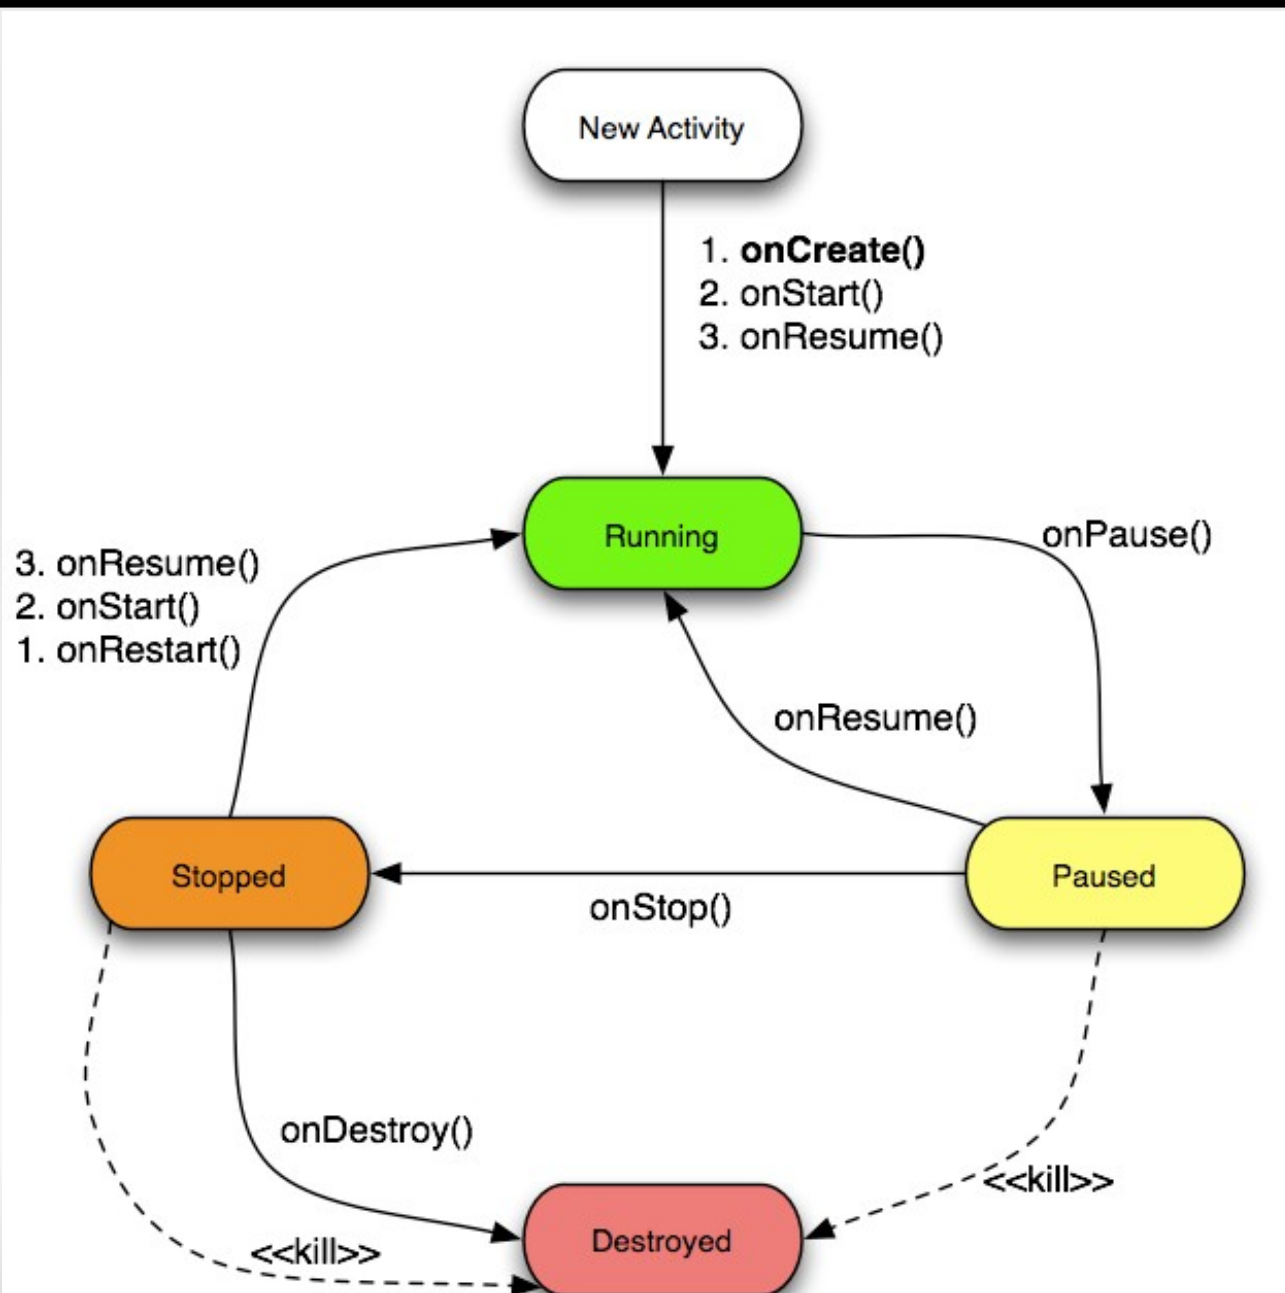 New Activity
1. onCreate()
2. onStart()
3. onResume()
Running
onPause()
3. onResume()
2. onStart()
1. onRestart()
onResume()
Stopped
Paused
onStop()
onDestroy()
<<kill>>
Destroyed
<<kill>>